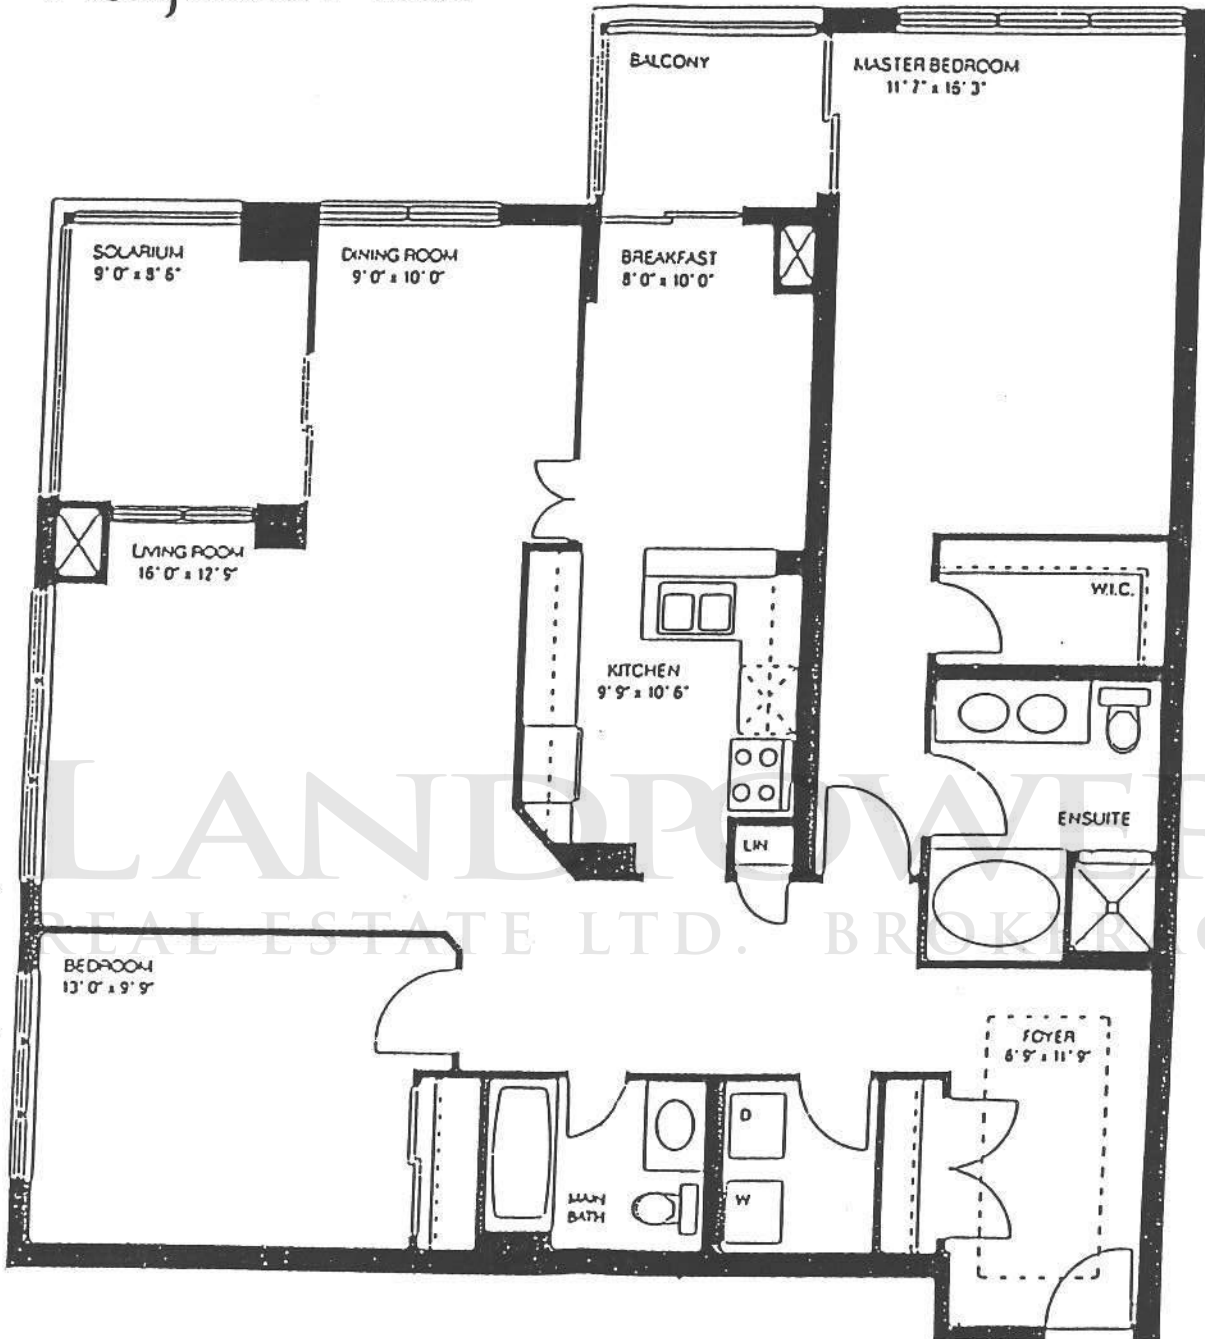 BALCONY
MASTER BEDROOM
11' 7" x 16' 3"
SOLARIUM
9' 0" x 8' 6"
DINING ROOM
9' 0" x 10' 0"
BREAKFAST
8' 0" x 10' 0"
LIVING ROOM
16' 0" x 12' 9"
W.I.C.
KITCHEN
9' 9" x 10' 6"
LANDPOWER
ENSUITE
LIN
REAL ESTATE LTD. BROKERAG
BEDROOM
13' 0" x 9' 9"
FOYER
6' 9" x 11' 9"
D
W
MAIN
BATH